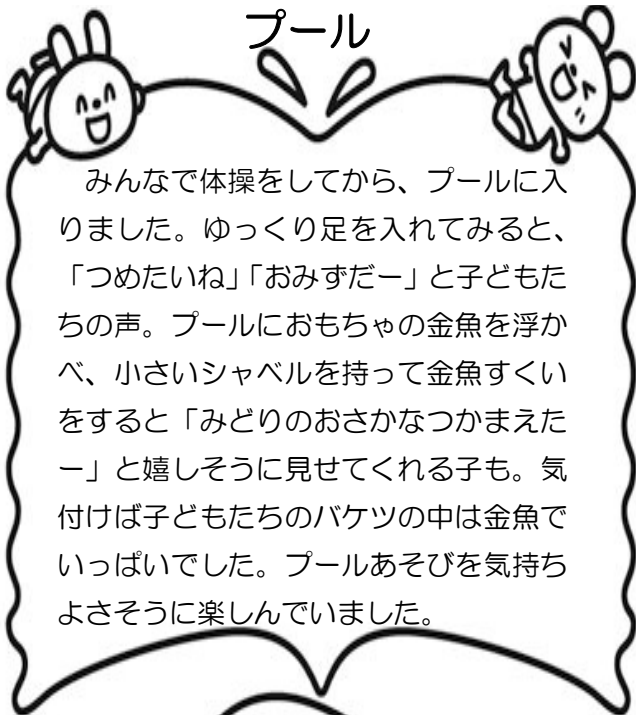 プール
みんなで体操をしてから、プールに入
りました。ゆっくり足を入れてみると、
「つめたいね」「おみずだー」と子どもた
ちの声。プールにおもちゃの金魚を浮か
べ、小さいシャベルを持って金魚すくい
をすると「みどりのおさかなつかまえた
ー」と嬉しそうに見せてくれる子も。気
付けば子どもたちのバケツの中は金魚で
いっぱいでした。プールあそびを気持ち
よさそうに楽しんでいました。